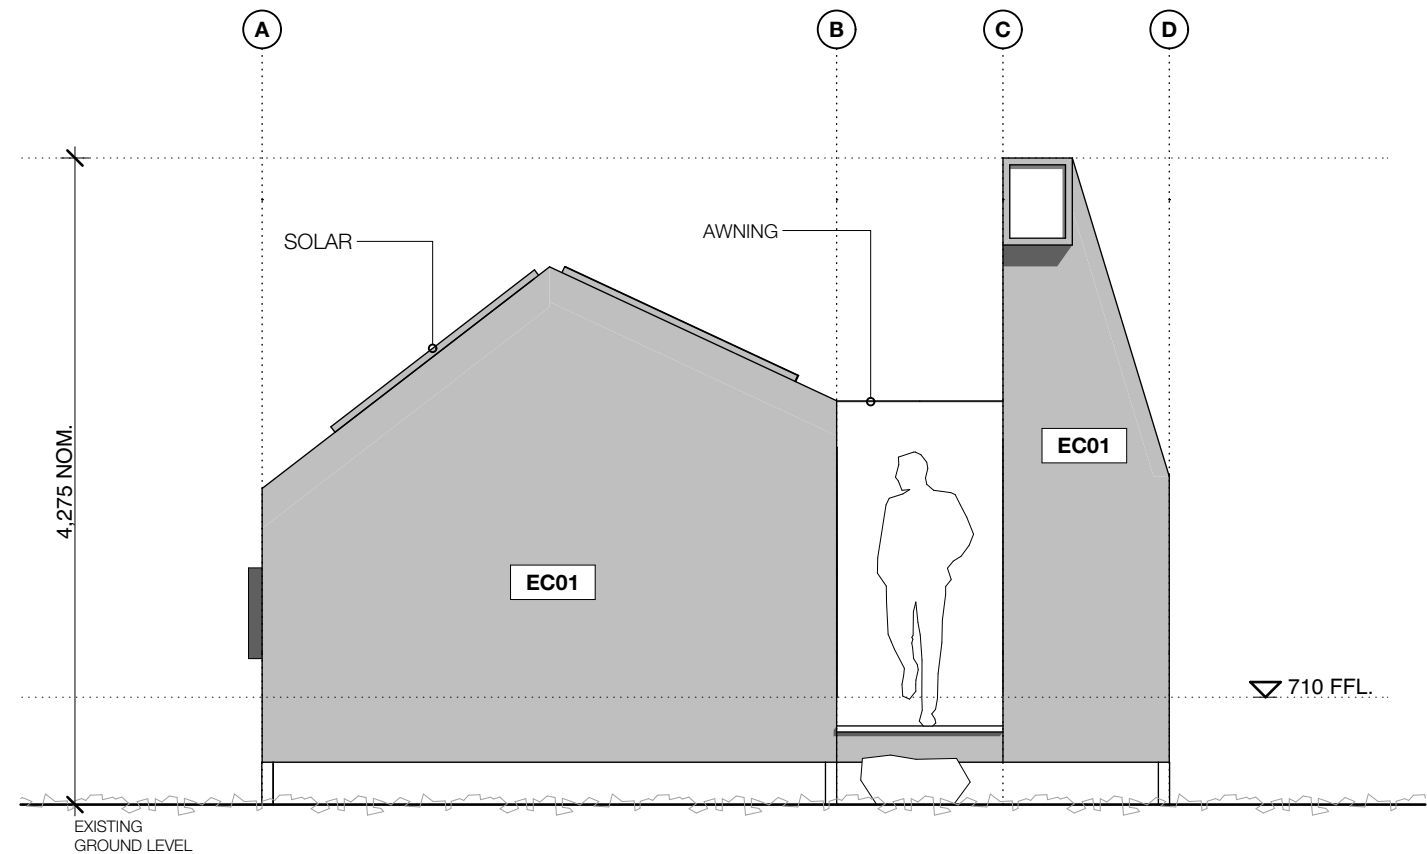 A
B
C
D
SOLAR
AWNING
4,275 NOM.
EC01
EC01
710 FFL.
EXISTING
GROUND LEVEL